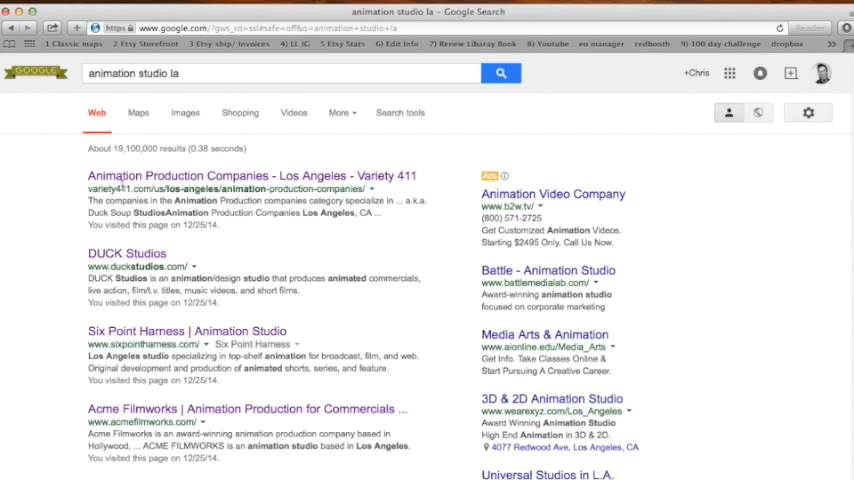 animation studio la - Google Search
https www.google.com/?gws_rd=ssl#safe=off&q=animation+studio+la
Reader
1 Classic maps 2 Etsy Storefront 3 Etsy ship/ Invoices 4) LL IG 5 Etsy Stats 6) Edit Info 7) Renew Libaray Book 8) Youtube eo manager redbooth 9) 100 day challenge dropbox
GOOGLE
animation studio la
+Chris
Web Maps Images Shopping Videos More Search tools
About 19,100,000 results (0.38 seconds)
Animation Production Companies - Los Angeles - Variety 411
variety411.com/us/los-angeles/animation-production-companies/
The companies in the Animation Production companies category specialize in ... a.k.a.
Duck Soup StudiosAnimation Production Companies Los Angeles, CA ...
You visited this page on 12/25/14.
DUCK Studios
www.duckstudios.com/
DUCK Studios is an animation/design studio that produces animated commercials,
live action, film/t.v. titles, music videos, and short films.
You visited this page on 12/25/14.
Six Point Harness | Animation Studio
www.sixpointharness.com/ Six Point Harness
Los Angeles studio specializing in top-shelf animation for broadcast, film, and web.
Original development and production of animated shorts, series, and feature.
You visited this page on 12/25/14.
Acme Filmworks | Animation Production for Commercials ...
www.acmefilmworks.com/
Acme Filmworks is an award-winning animation production company based in
Hollywood, ... ACME FILMWORKS is an animation studio based in Los Angeles.
You visited this page on 12/25/14.
Ads
Animation Video Company
www.b2w.tv/
(800) 571-2725
Get Customized Animation Videos.
Starting $2495 Only. Call Us Now.
Battle - Animation Studio
www.battlemedialab.com/
Award-winning animation studio
focused on corporate marketing
Media Arts & Animation
www.aionline.edu/Media_Arts
Get Info. Take Classes Online &
Start Pursuing A Creative Career.
3D & 2D Animation Studio
www.wearexyz.com/Los_Angeles
Award Winning Animation Studio
High End Animation in 3D & 2D.
4077 Redwood Ave, Los Angeles, CA
Universal Studios in L.A.